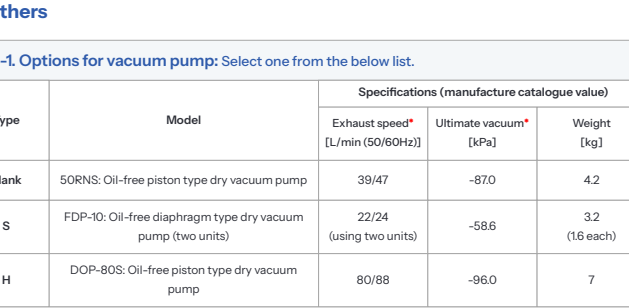 thers
-1. Options for vacuum pump: Select one from the below list.
Specifications (manufacture catalogue value)
ype
Model
Exhaust speed*
[L/min (50/60Hz)]
Ultimate vacuum*
[kPa]
Weight
[kg]
lank
50RNS: Oil-free piston type dry vacuum pump
39/47
-87.0
4.2
S
FDP-10: Oil-free diaphragm type dry vacuum
pump (two units)
22/24
(using two units)
-58.6
3.2
(1.6 each)
H
DOP-80S: Oil-free piston type dry vacuum
pump
80/88
-96.0
7